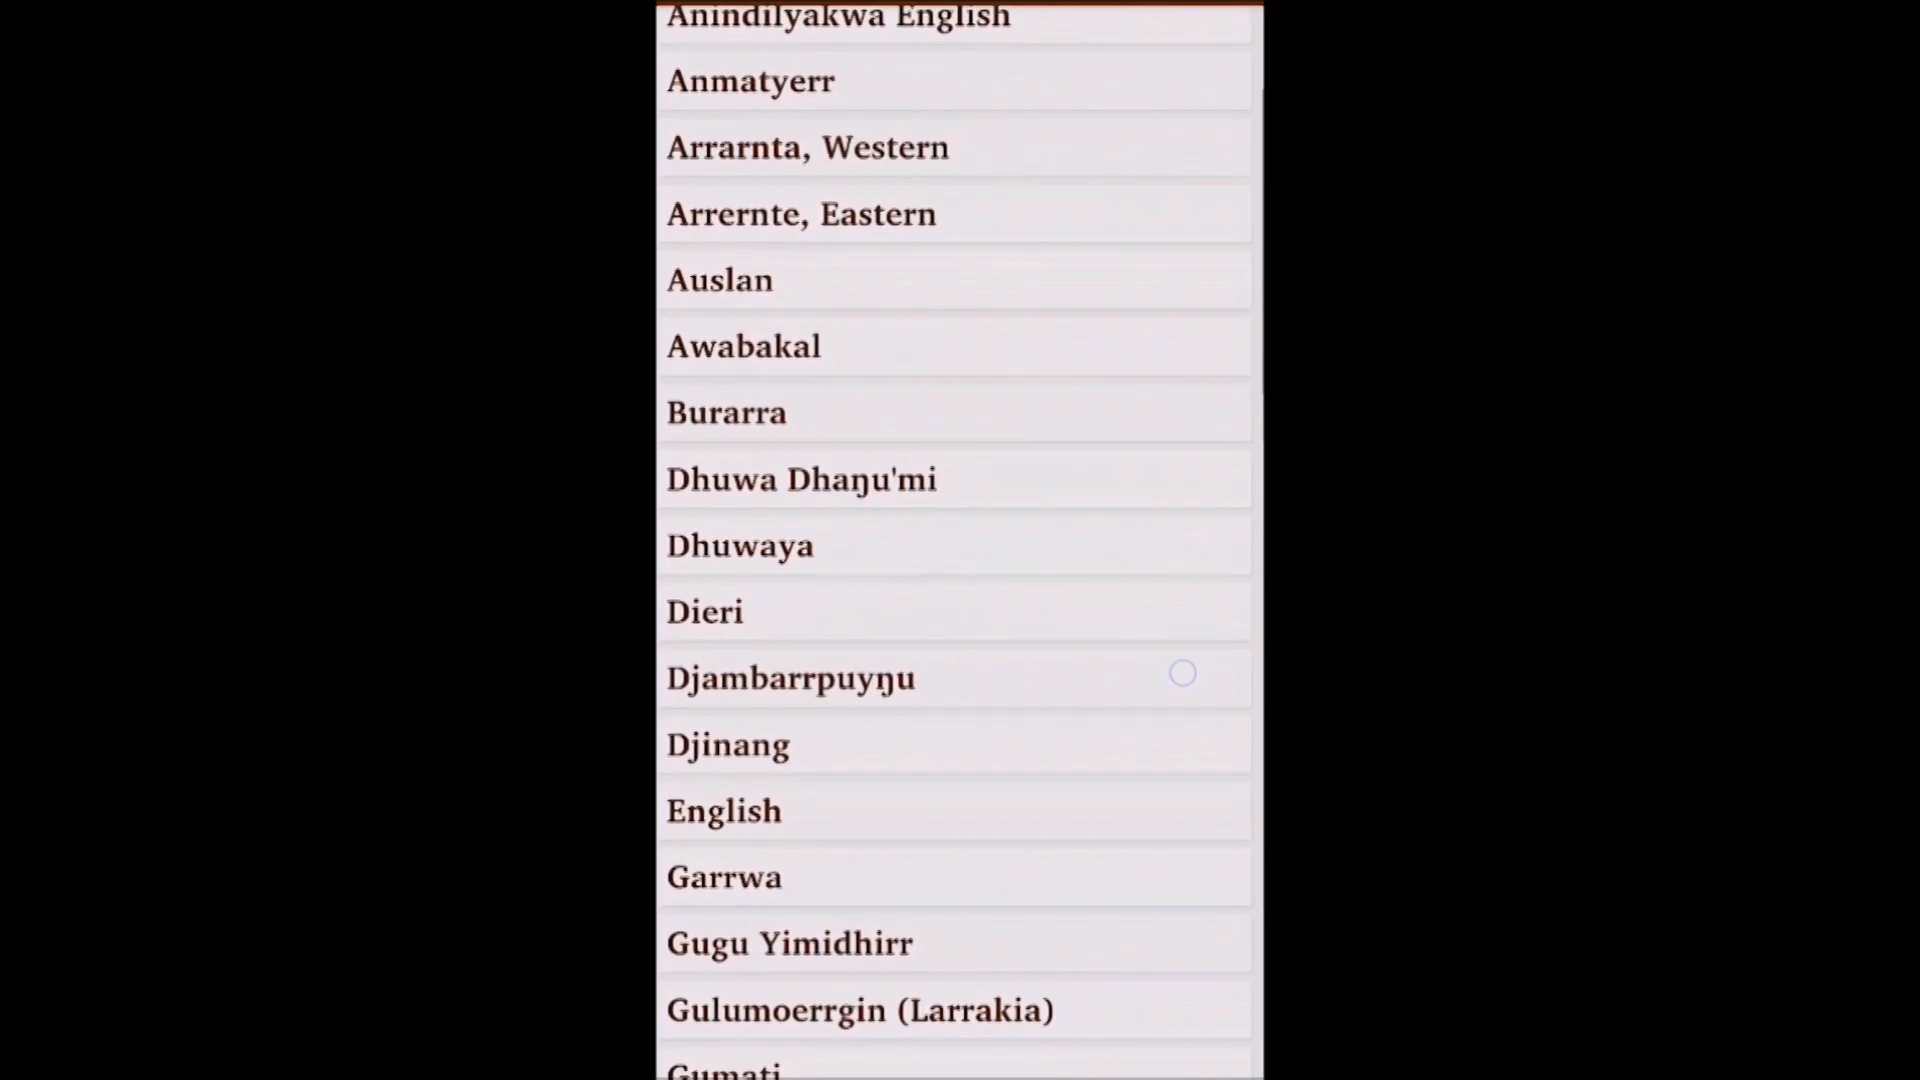 Anindilyakwa English
Anmatyerr
Arrarnta, Western
Arrernte, Eastern
Auslan
Awabakal
Burarra
Dhuwa Dhaŋu'mi
Dhuwaya
Dieri
Djambarrpuyŋu
Djinang
English
Garrwa
Gugu Yimidhirr
Gulumoerrgin (Larrakia)
Gumatj